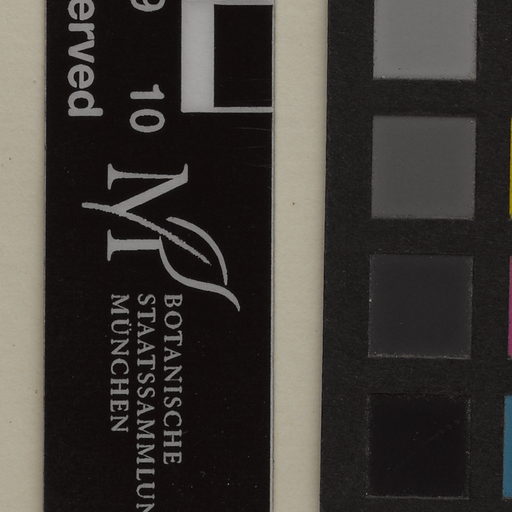 erved
9 10
M
BOTANISCHE
STAATSSAMMLUN
MÜNCHEN